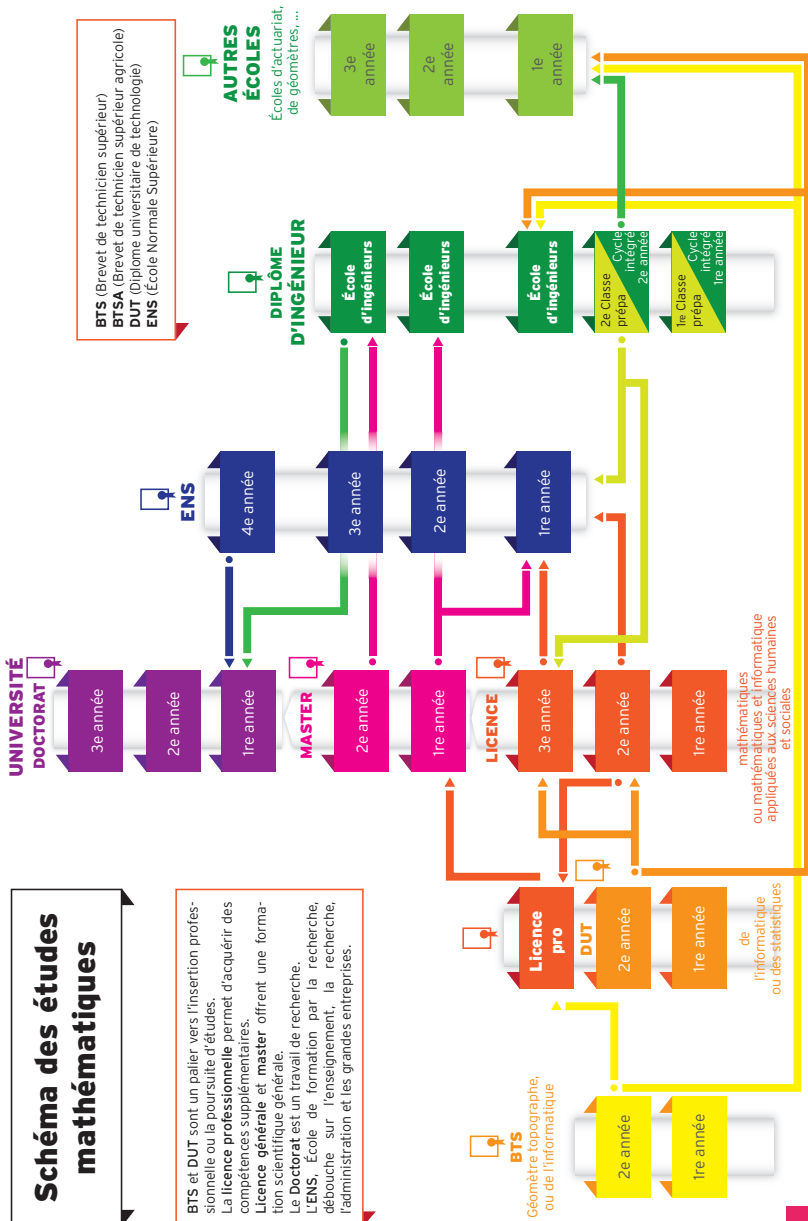 Schéma des études
mathématiques
BTS et DUT sont un palier vers l'insertion profes-
sionnelle ou la poursuite d'études.
La licence professionnelle permet d'acquérir des
compétences supplémentaires.
Licence générale et master offrent une forma-
tion scientifique générale.
Le Doctorat est un travail de recherche.
L'ENS, École de formation par la recherche,
débouche sur l'enseignement, la recherche,
l'administration et les grandes entreprises.
BTS (Brevet de technicien supérieur)
BTSA (Brevet de technicien supérieur agricole)
DUT (Diplome universitaire de technologie)
ENS (École Normale Supérieure)
BTS
Géomètre topographe,
ou de l'informatique
2e année
1re année
Licence
pro
DUT
2e année
1re année
de
l'informatique
ou des statistiques
UNIVERSITÉ
DOCTORAT
3e année
2e année
1re année
MASTER
2e année
1re année
LICENCE
3e année
2e année
1re année
mathématiques
ou mathématiques et informatique
appliquées aux sciences humaines
et sociales
ENS
4e année
3e année
2e année
1re année
DIPLÔME
D'INGÉNIEUR
École
d'ingénieurs
École
d'ingénieurs
École
d'ingénieurs
2e Classe
prépa
Cycle
intégré
2e année
1re Classe
prépa
Cycle
intégré
1re année
AUTRES
ÉCOLES
Écoles d'actuariat,
de géomètres, ...
3e
année
2e
année
1e
année